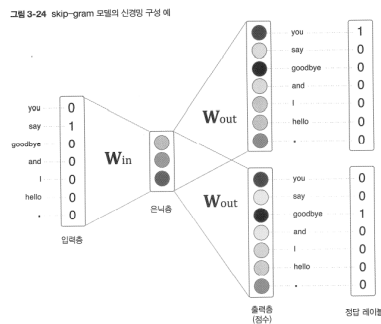 그림 3-24 skip-gram 모델의 신경망 구성 예
you 0
say 1
goodbye 0
and 0
I 0
hello 0
. 0
입력층
Win
은닉층
Wout
Wout
you 1
say 0
goodbye 0
and 0
I 0
hello 0
. 0
you 0
say 0
goodbye 1
and 0
I 0
hello 0
. 0
출력층
(점수)
정답 레이블